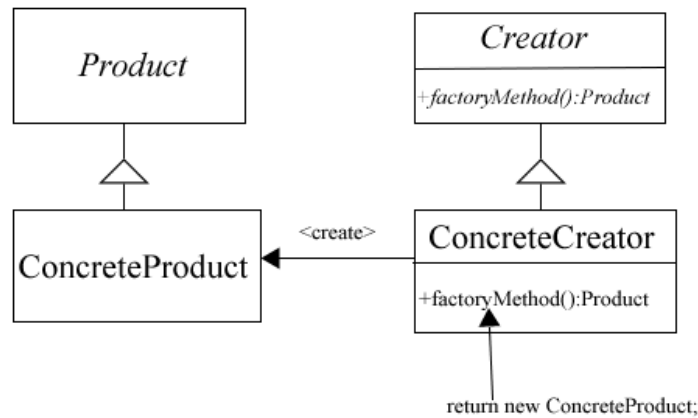 Product
Creator
+factoryMethod():Product
<create>
ConcreteProduct
ConcreteCreator
+factoryMethod():Product
return new ConcreteProduct;